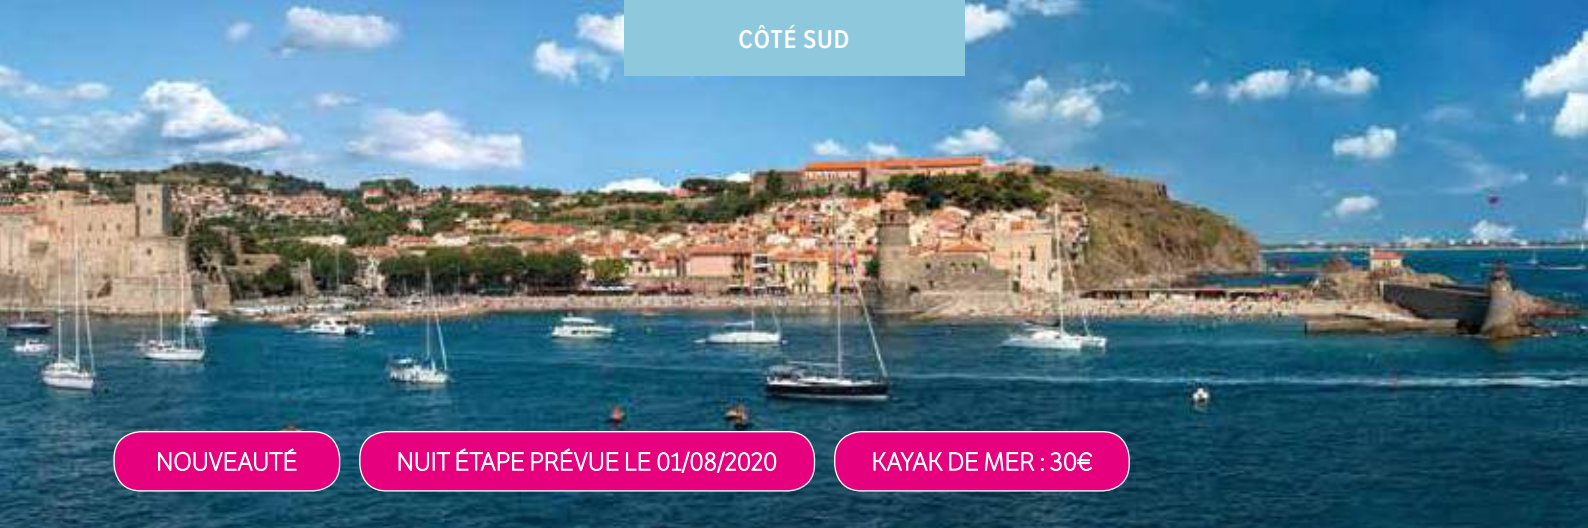 CÔTÉ SUD
NOUVEAUTÉ
NUIT ÉTAPE PRÉVUE LE 01/08/2020
KAYAK DE MER : 30€